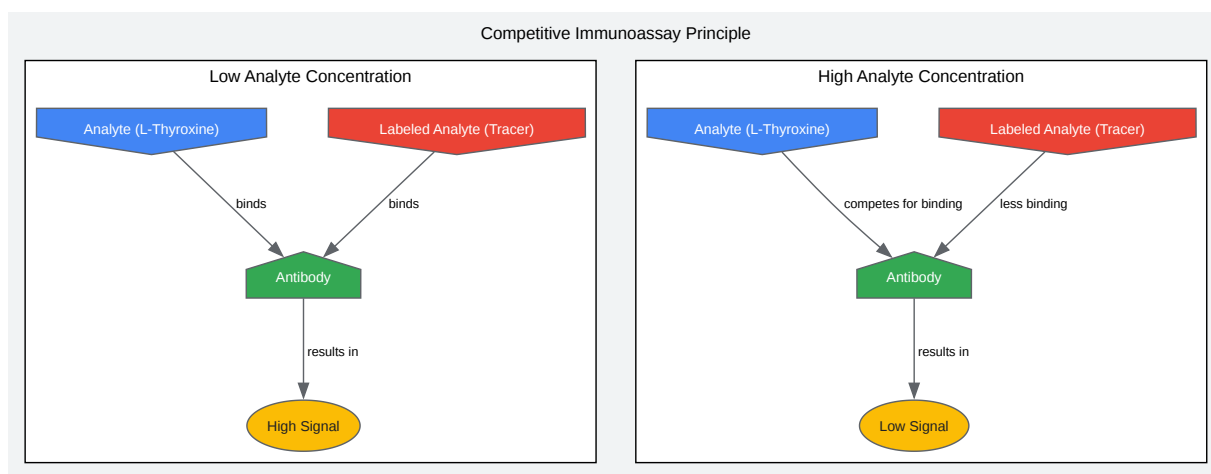 Competitive Immunoassay Principle
Low Analyte Concentration
Analyte (L-Thyroxine)
Labeled Analyte (Tracer)
binds
binds
Antibody
results in
High Signal
High Analyte Concentration
Analyte (L-Thyroxine)
Labeled Analyte (Tracer)
competes for binding
less binding
Antibody
results in
Low Signal